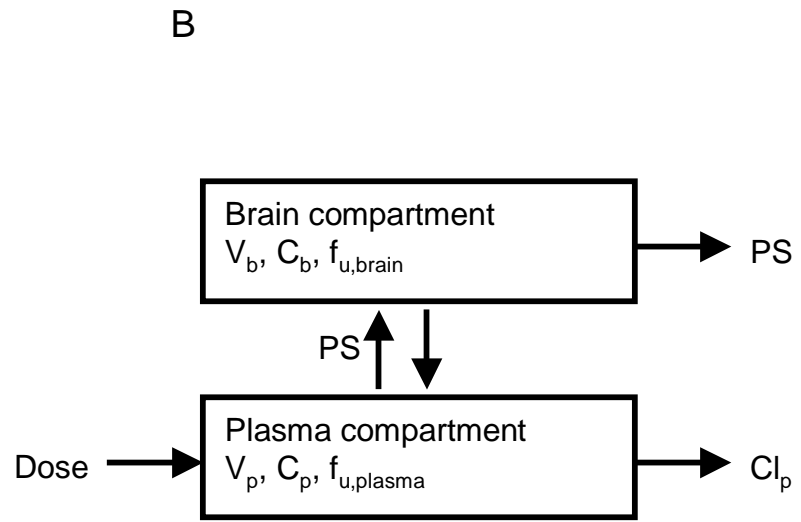 B
Brain compartment
V_b, C_b, f_u,brain
PS
PS
Plasma compartment
V_p, C_p, f_u,plasma
Dose
Cl_p